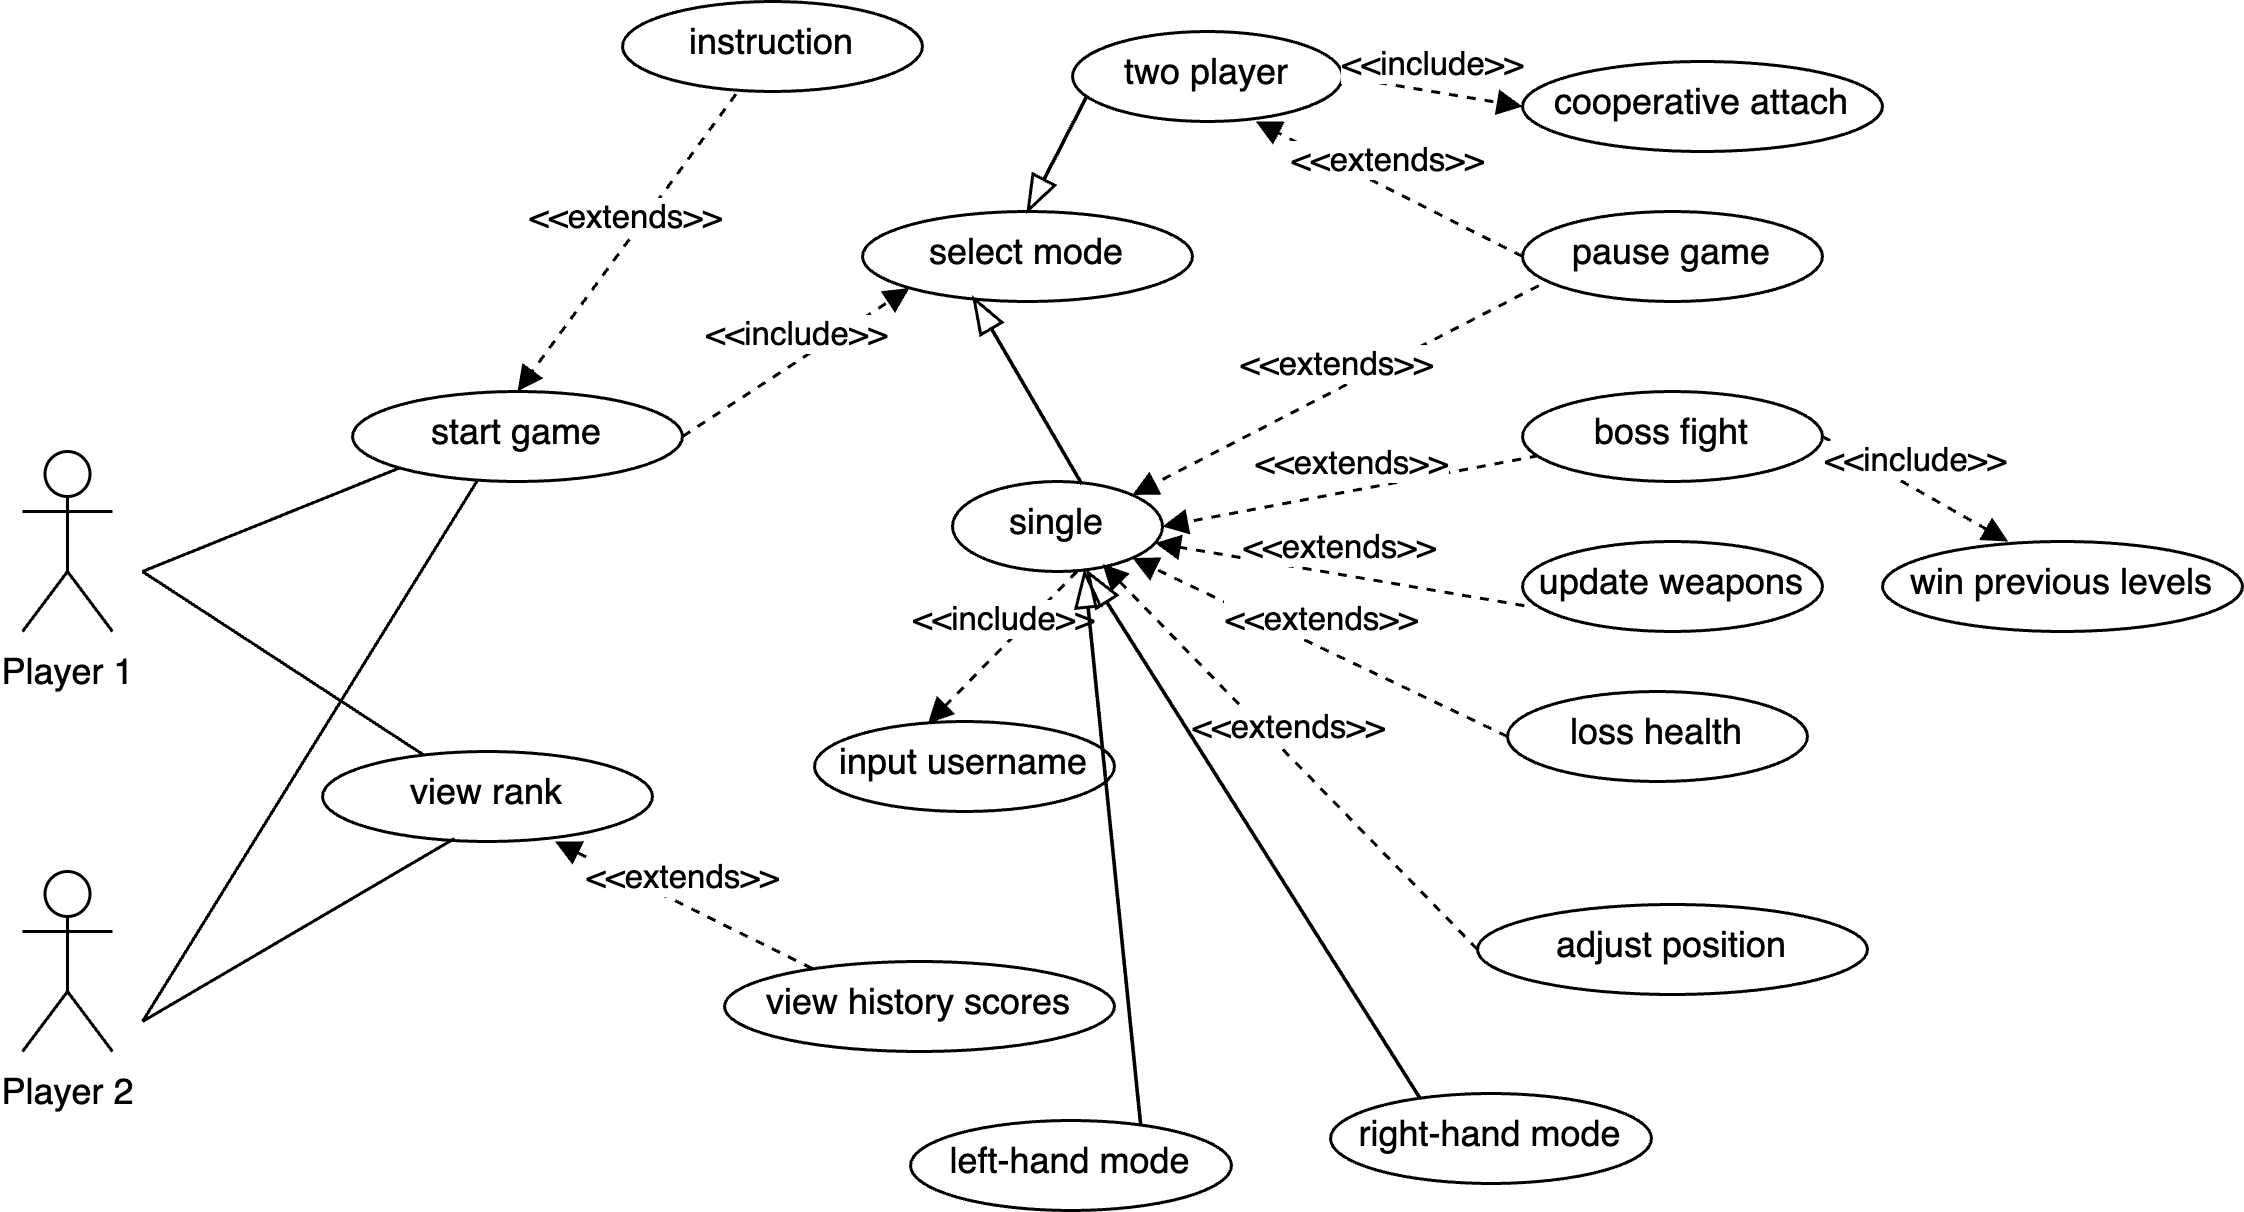 instruction
two player
<<include>>
cooperative attach
<<extends>>
<<extends>>
select mode
pause game
<<include>>
<<extends>>
start game
boss fight
<<extends>>
<<include>>
single
<<extends>>
update weapons
win previous levels
<<include>>
<<extends>>
Player 1
<<extends>>
loss health
input username
view rank
<<extends>>
adjust position
view history scores
Player 2
right-hand mode
left-hand mode